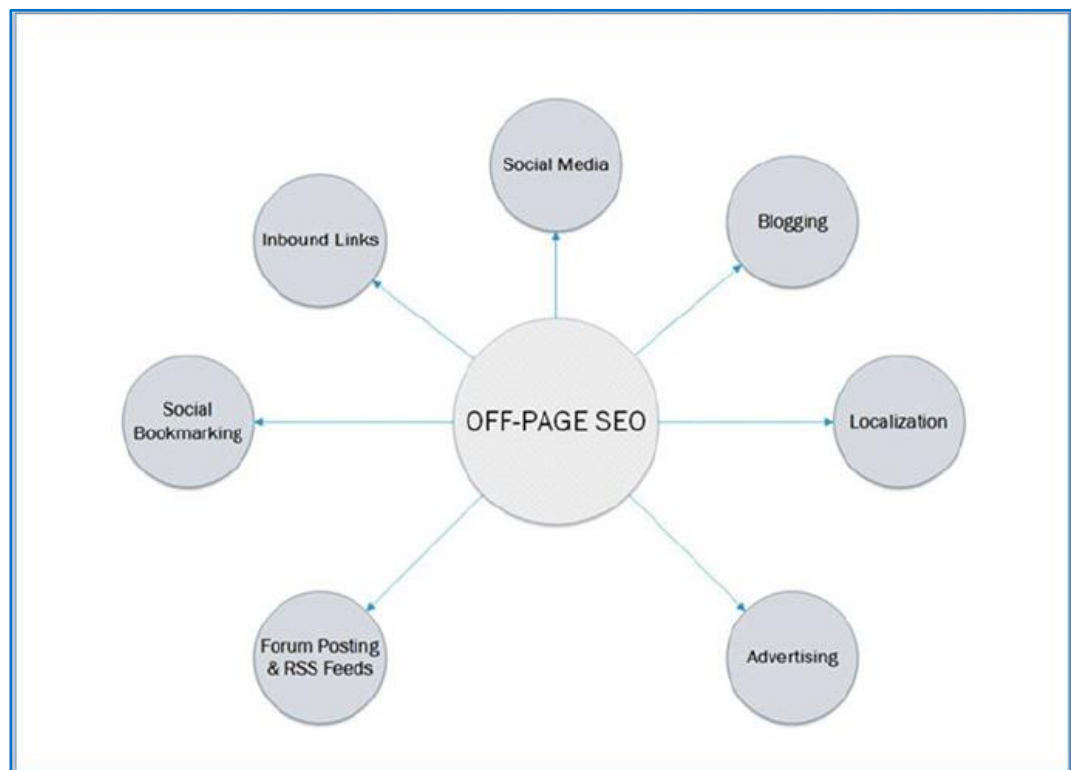 Social Media
Blogging
Inbound Links
OFF-PAGE SEO
Social
Bookmarking
Localization
Forum Posting
& RSS Feeds
Advertising